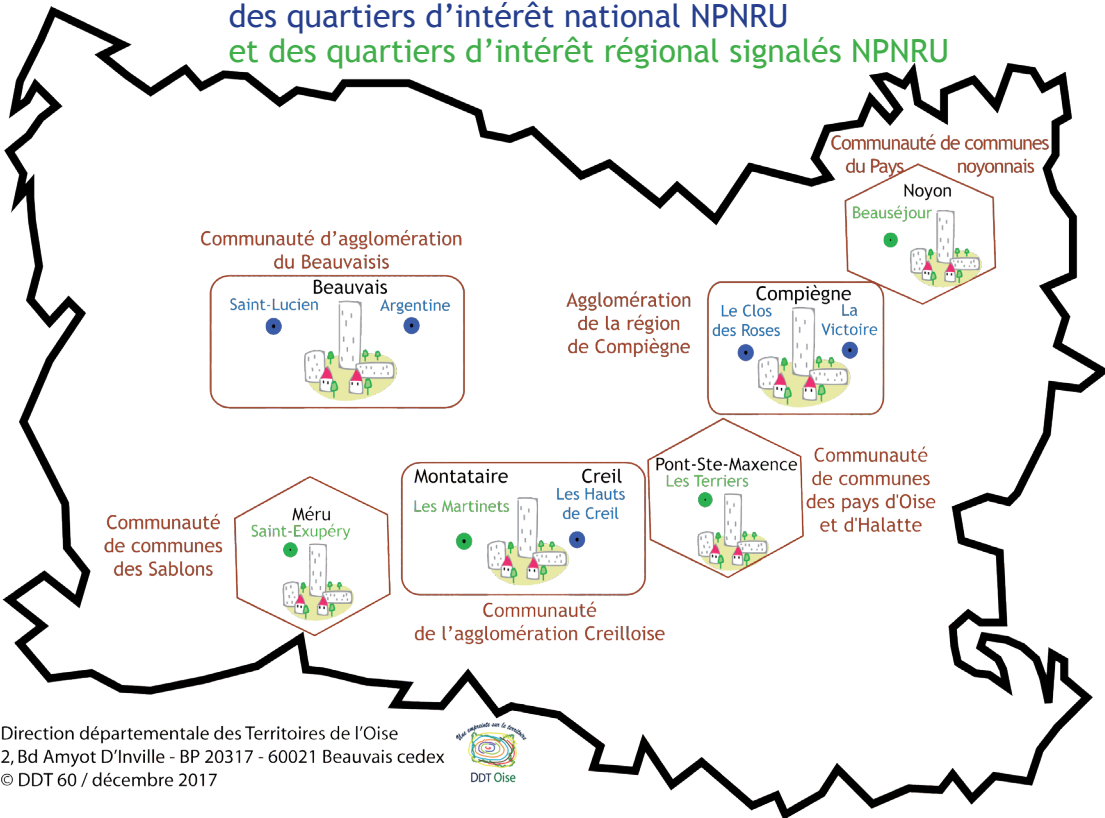 des quartiers d’intérêt national NPNRU
et des quartiers d’intérêt régional signalés NPNRU
Communauté de communes
du Pays noyonnais
Noyon
Beauséjour
Communauté d’agglomération
du Beauvaisis
Beauvais
Saint-Lucien
Argentine
Agglomération
de la région
de Compiègne
Compiègne
Le Clos
des Roses
La
Victoire
Montataire
Les Martinets
Creil
Les Hauts
de Creil
Communauté
de l’agglomération Creilloise
Pont-Ste-Maxence
Les Terriers
Communauté
de communes
des pays d'Oise
et d'Halatte
Communauté
de communes
des Sablons
Méru
Saint-Exupéry
Direction départementale des Territoires de l’Oise
2, Bd Amyot D’Inville - BP 20317 - 60021 Beauvais cedex
© DDT 60 / décembre 2017
Une empreinte sur le territoire
DDT Oise